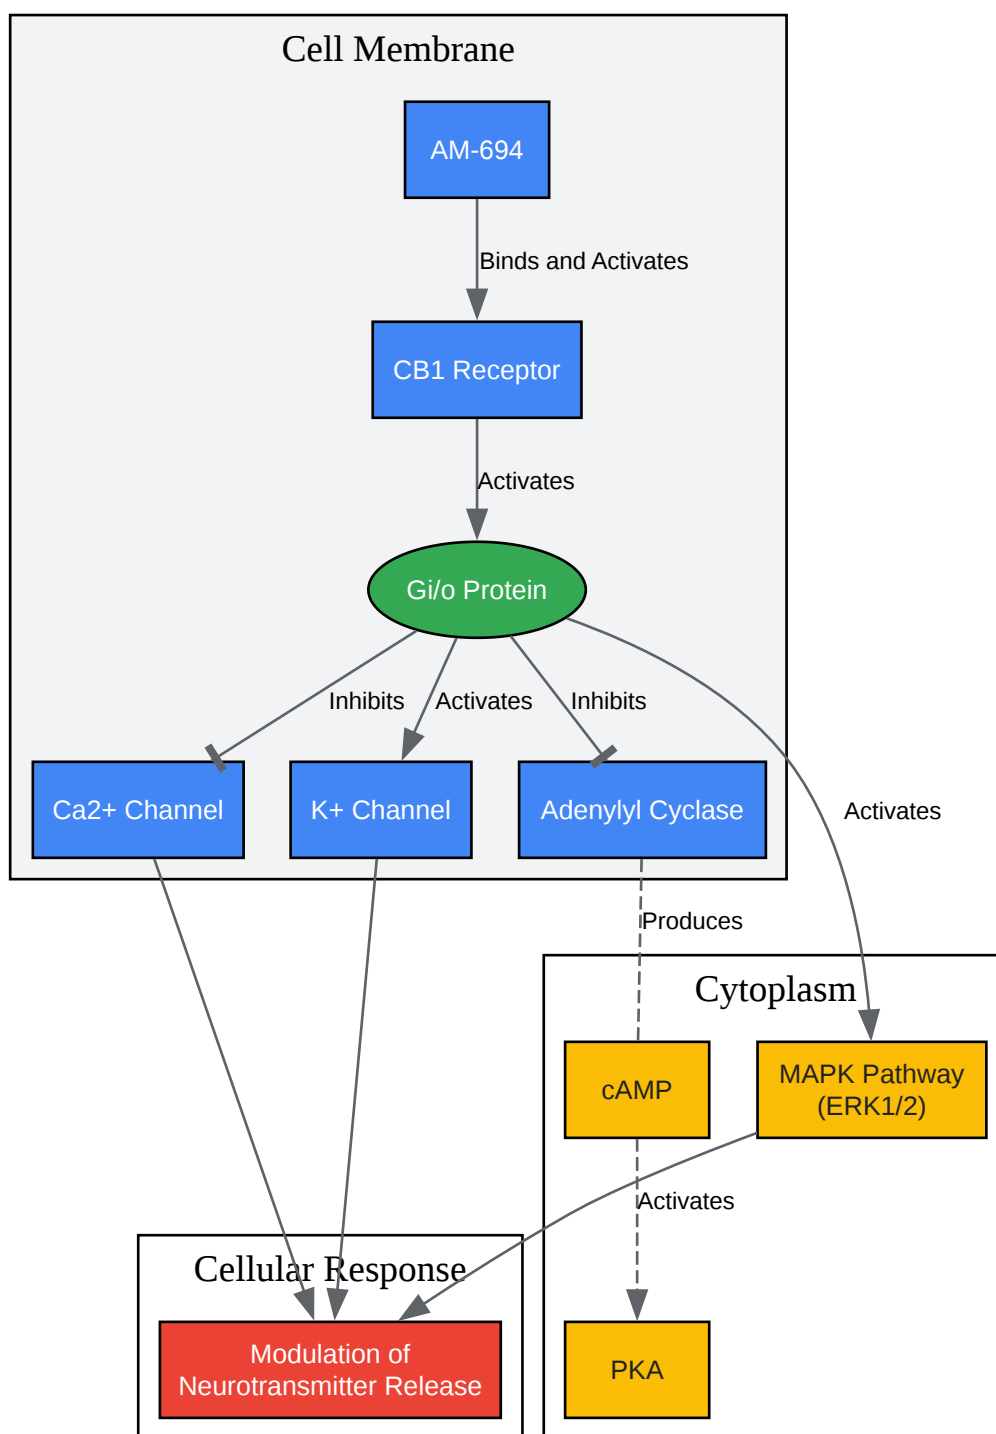 Cell Membrane
AM-694
Binds and Activates
CB1 Receptor
Activates
Gi/o Protein
Inhibits
Activates
Inhibits
Ca2+ Channel
K+ Channel
Adenylyl Cyclase
Activates
Produces
Cytoplasm
cAMP
MAPK Pathway
(ERK1/2)
Activates
Cellular Response
Modulation of
Neurotransmitter Release
PKA